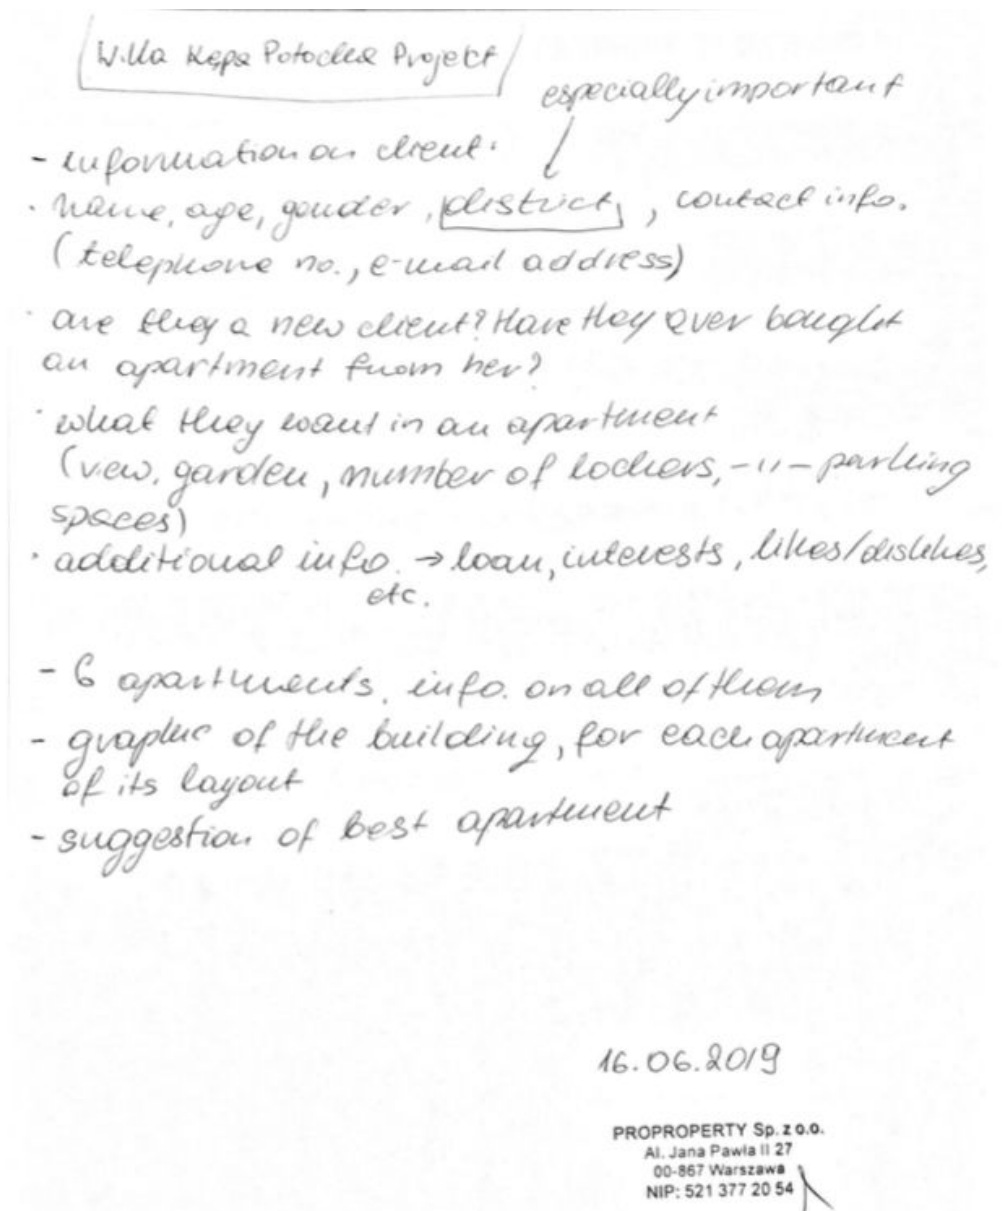 Willa Kępa Potocka Projekt
especially important
- information on client:
· name, age, gender, district, contact info.
(telephone no., e-mail address)
· are they a new client? Have they ever bought
an apartment from her?
· what they want in an apartment
(view, garden, number of lockers, -11- parking
spaces)
· additional info. → loan, interests, likes/dislikes,
etc.
- 6 apartments, info. on all of them
- graphic of the building, for each apartment
of its layout
- suggestion of best apartment
16.06.2019
PROPROPERTY Sp. z o.o.
Al. Jana Pawła II 27
00-867 Warszawa
NIP: 521 377 20 54